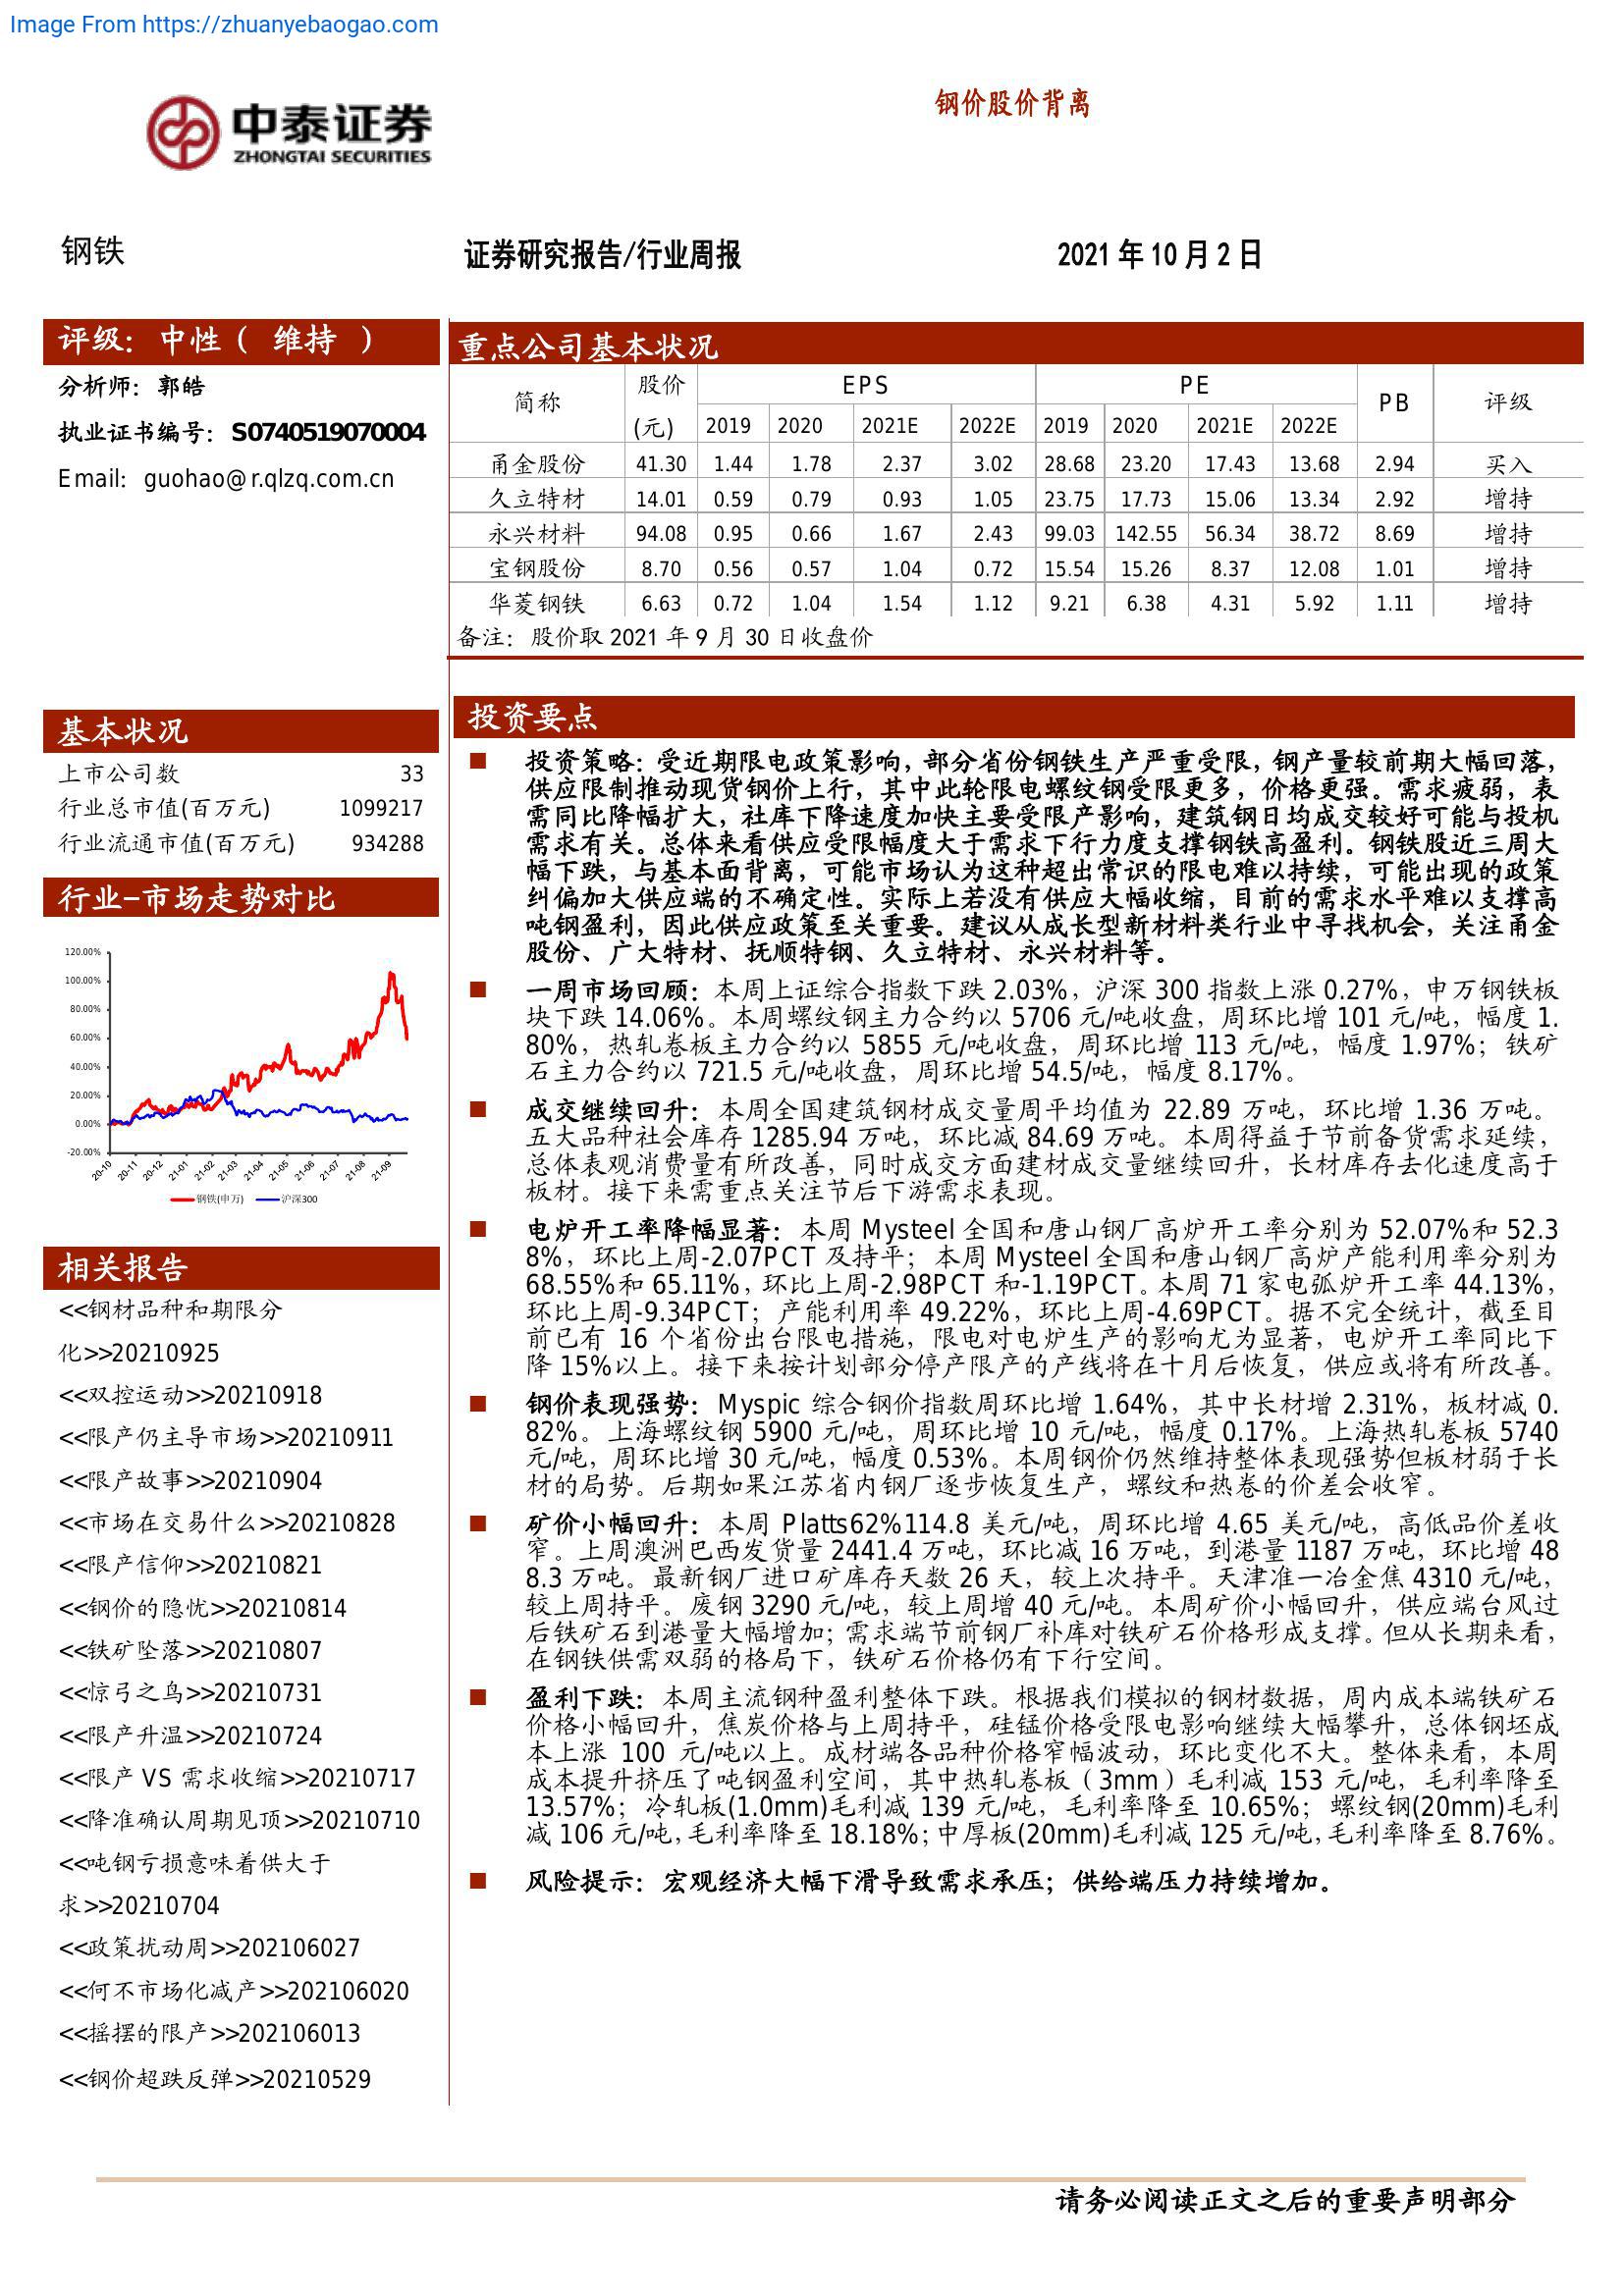 Image From https://zhuanyebaogao.com
中泰证券
ZHONGTAI SECURITIES
钢价股价背离
钢铁
证券研究报告/行业周报
2021 年 10 月 2 日
评级：中性（ 维持 ）
分析师：郭皓
执业证书编号：S0740519070004
Email: guohao@r.qlzq.com.cn
基本状况
上市公司数 33
行业总市值(百万元) 1099217
行业流通市值(百万元) 934288
行业-市场走势对比
120.00%
100.00%
80.00%
60.00%
40.00%
20.00%
0.00%
-20.00%
20-10 20-11 20-12 21-01 21-02 21-03 21-04 21-05 21-06 21-07 21-08 21-09
钢铁(申万) 沪深300
相关报告
<<钢材品种和期限分
化>>20210925
<<双控运动>>20210918
<<限产仍主导市场>>20210911
<<限产故事>>20210904
<<市场在交易什么>>20210828
<<限产信仰>>20210821
<<钢价的隐忧>>20210814
<<铁矿坠落>>20210807
<<惊弓之鸟>>20210731
<<限产升温>>20210724
<<限产 VS 需求收缩>>20210717
<<降准确认周期见顶>>20210710
<<吨钢亏损意味着供大于
求>>20210704
<<政策扰动周>>202106027
<<何不市场化减产>>202106020
<<摇摆的限产>>202106013
<<钢价超跌反弹>>20210529
重点公司基本状况
简称 股价 EPS PE PB 评级
(元) 2019 2020 2021E 2022E 2019 2020 2021E 2022E
甬金股份 41.30 1.44 1.78 2.37 3.02 28.68 23.20 17.43 13.68 2.94 买入
久立特材 14.01 0.59 0.79 0.93 1.05 23.75 17.73 15.06 13.34 2.92 增持
永兴材料 94.08 0.95 0.66 1.67 2.43 99.03 142.55 56.34 38.72 8.69 增持
宝钢股份 8.70 0.56 0.57 1.04 0.72 15.54 15.26 8.37 12.08 1.01 增持
华菱钢铁 6.63 0.72 1.04 1.54 1.12 9.21 6.38 4.31 5.92 1.11 增持
备注：股价取 2021 年 9 月 30 日收盘价
投资要点
■ 投资策略：受近期限电政策影响，部分省份钢铁生产严重受限，钢产量较前期大幅回落，
供应限制推动现货钢价上行，其中此轮限电螺纹钢受限更多，价格更强。需求疲弱，表
需同比降幅扩大，社库下降速度加快主要受限产影响，建筑钢日均成交较好可能与投机
需求有关。总体来看供应受限幅度大于需求下行力度支撑钢铁高盈利。钢铁股近三周大
幅下跌，与基本面背离，可能市场认为这种超出常识的限电难以持续，可能出现的政策
纠偏加大供应端的不确定性。实际上若没有供应大幅收缩，目前的需求水平难以支撑高
吨钢盈利，因此供应政策至关重要。建议从成长型新材料类行业中寻找机会，关注甬金
股份、广大特材、抚顺特钢、久立特材、永兴材料等。
■ 一周市场回顾：本周上证综合指数下跌 2.03%，沪深 300 指数上涨 0.27%，申万钢铁板
块下跌 14.06%。本周螺纹钢主力合约以 5706 元/吨收盘，周环比增 101 元/吨，幅度 1.
80%，热轧卷板主力合约以 5855 元/吨收盘，周环比增 113 元/吨，幅度 1.97%；铁矿
石主力合约以 721.5 元/吨收盘，周环比增 54.5/吨，幅度 8.17%。
■ 成交继续回升：本周全国建筑钢材成交量周平均值为 22.89 万吨，环比增 1.36 万吨。
五大品种社会库存 1285.94 万吨，环比减 84.69 万吨。本周得益于节前备货需求延续，
总体表观消费量有所改善，同时成交方面建材成交量继续回升，长材库存去化速度高于
板材。接下来需重点关注节后下游需求表现。
■ 电炉开工率降幅显著：本周 Mysteel 全国和唐山钢厂高炉开工率分别为 52.07%和 52.3
8%，环比上周-2.07PCT 及持平；本周 Mysteel 全国和唐山钢厂高炉产能利用率分别为
68.55%和 65.11%，环比上周-2.98PCT 和-1.19PCT。本周 71 家电弧炉开工率 44.13%，
环比上周-9.34PCT；产能利用率 49.22%，环比上周-4.69PCT。据不完全统计，截至目
前已有 16 个省份出台限电措施，限电对电炉生产的影响尤为显著，电炉开工率同比下
降 15%以上。接下来按计划部分停产限产的产线将在十月后恢复，供应或将有所改善。
■ 钢价表现强势：Myspic 综合钢价指数周环比增 1.64%，其中长材增 2.31%，板材减 0.
82%。上海螺纹钢 5900 元/吨，周环比增 10 元/吨，幅度 0.17%。上海热轧卷板 5740
元/吨，周环比增 30 元/吨，幅度 0.53%。本周钢价仍然维持整体表现强势但板材弱于长
材的局势。后期如果江苏省内钢厂逐步恢复生产，螺纹和热卷的价差会收窄。
■ 矿价小幅回升：本周 Platts62%114.8 美元/吨，周环比增 4.65 美元/吨，高低品价差收
窄。上周澳洲巴西发货量 2441.4 万吨，环比减 16 万吨，到港量 1187 万吨，环比增 48
8.3 万吨。最新钢厂进口矿库存天数 26 天，较上次持平。天津准一冶金焦 4310 元/吨，
较上周持平。废钢 3290 元/吨，较上周增 40 元/吨。本周矿价小幅回升，供应端台风过
后铁矿石到港量大幅增加；需求端节前钢厂补库对铁矿石价格形成支撑。但从长期来看，
在钢铁供需双弱的格局下，铁矿石价格仍有下行空间。
■ 盈利下跌：本周主流钢种盈利整体下跌。根据我们模拟的钢材数据，周内成本端铁矿石
价格小幅回升，焦炭价格与上周持平，硅锰价格受限电影响继续大幅攀升，总体钢坯成
本上涨 100 元/吨以上。成材端各品种价格窄幅波动，环比变化不大。整体来看，本周
成本提升挤压了吨钢盈利空间，其中热轧卷板（3mm）毛利减 153 元/吨，毛利率降至
13.57%；冷轧板(1.0mm)毛利减 139 元/吨，毛利率降至 10.65%；螺纹钢(20mm)毛利
减 106 元/吨，毛利率降至 18.18%；中厚板(20mm)毛利减 125 元/吨，毛利率降至 8.76%。
■ 风险提示：宏观经济大幅下滑导致需求承压；供给端压力持续增加。
请务必阅读正文之后的重要声明部分